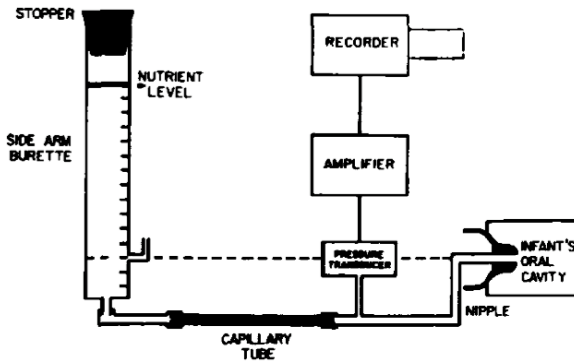 STOPPER
NUTRIENT
LEVEL
SIDE ARM
BURETTE
RECORDER
AMPLIFIER
PRESSURE
TRANSDUCER
INFANT'S
ORAL
CAVITY
NIPPLE
CAPILLARY
TUBE